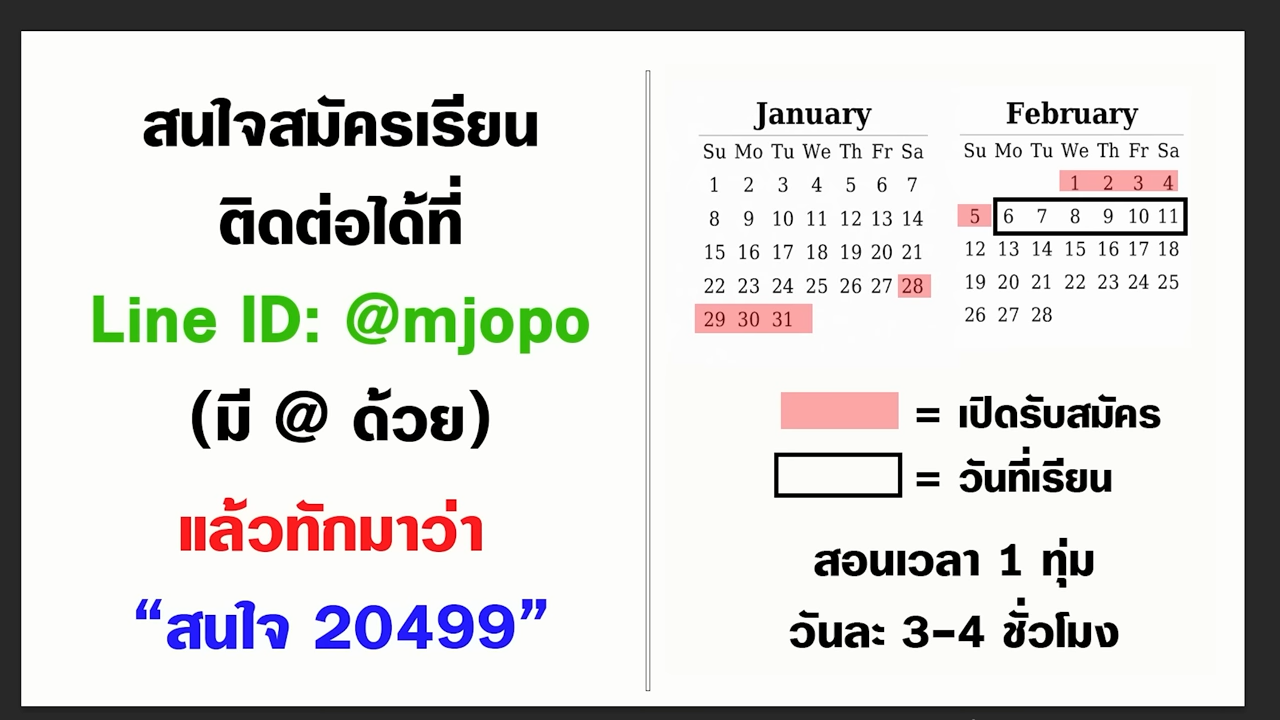 สนใจสมัครเรียน
ติดต่อได้ที่
Line ID: @mjopo
(มี @ ด้วย)
แล้วทักมาว่า
“สนใจ 20499”
January
Su Mo Tu We Th Fr Sa
1 2 3 4 5 6 7
8 9 10 11 12 13 14
15 16 17 18 19 20 21
22 23 24 25 26 27 28
29 30 31
February
Su Mo Tu We Th Fr Sa
1 2 3 4
5 6 7 8 9 10 11
12 13 14 15 16 17 18
19 20 21 22 23 24 25
26 27 28
= เปิดรับสมัคร
= วันที่เรียน
สอนเวลา 1 ทุ่ม
วันละ 3-4 ชั่วโมง